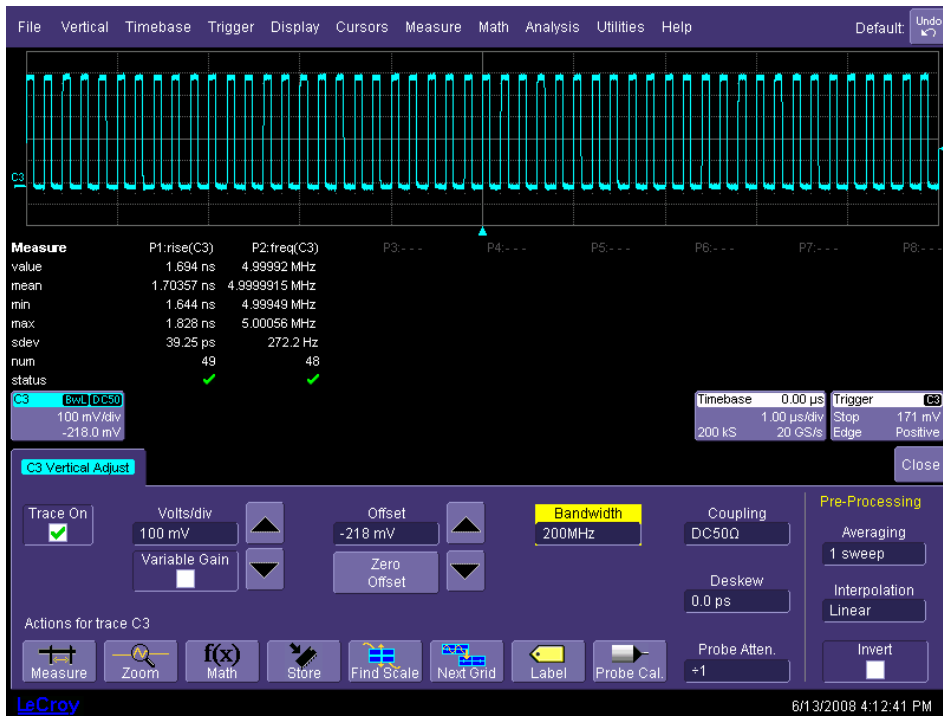 File Vertical Timebase Trigger Display Cursors Measure Math Analysis Utilities Help Default: Undo
C3
Measure P1:rise(C3) P2:freq(C3) P3:- - - P4:- - - P5:- - - P6:- - - P7:- - - P8:- - -
value 1.694 ns 4.99992 MHz
mean 1.70357 ns 4.9999915 MHz
min 1.644 ns 4.99949 MHz
max 1.828 ns 5.00056 MHz
sdev 39.25 ps 272.2 Hz
num 49 48
status
C3 BwL DC50
100 mV/div
-218.0 mV
Timebase 0.00 µs
1.00 µs/div
200 kS 20 GS/s
Trigger C3
Stop 171 mV
Edge Positive
C3 Vertical Adjust
Close
Trace On
Volts/div
100 mV
Variable Gain
Offset
-218 mV
Zero
Offset
Bandwidth
200MHz
Coupling
DC50Ω
Deskew
0.0 ps
Probe Atten.
÷1
Pre-Processing
Averaging
1 sweep
Interpolation
Linear
Invert
Actions for trace C3
Measure
Zoom
f(x)
Math
Store
Find Scale
Next Grid
Label
Probe Cal.
LeCroy
6/13/2008 4:12:41 PM